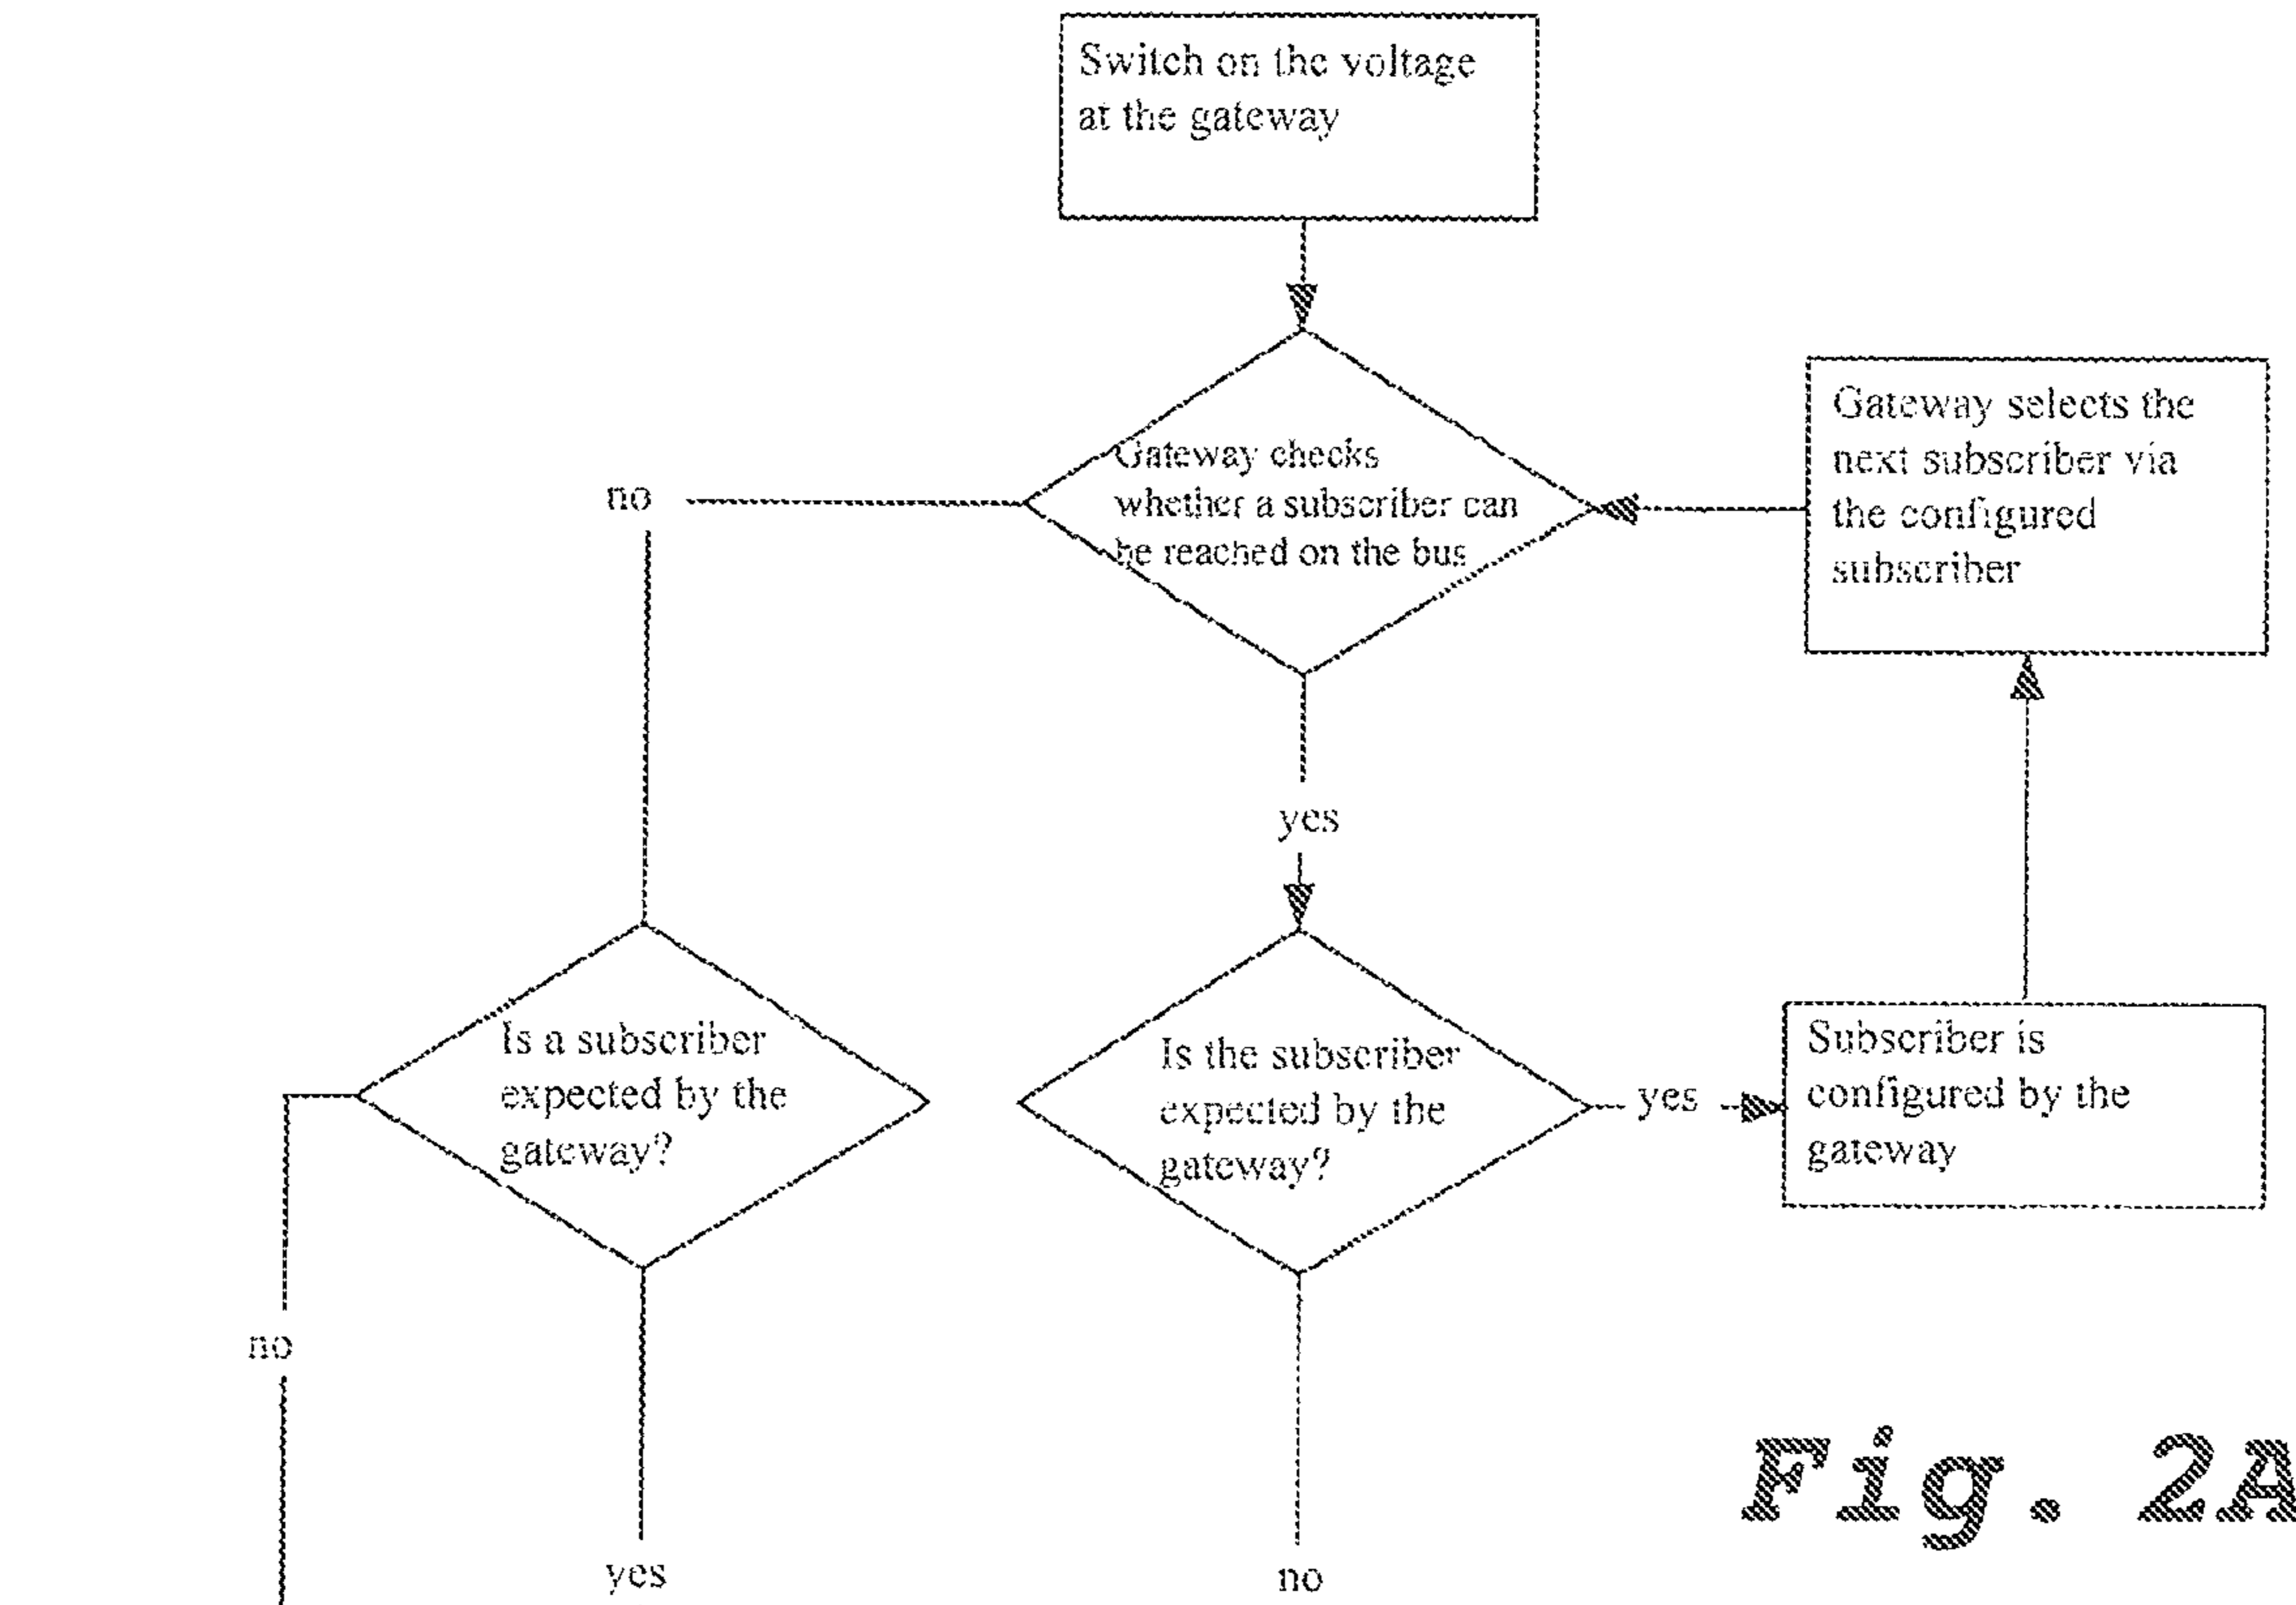 Switch on the voltage
at the gateway
Gateway checks
whether a subscriber can
be reached on the bus
no
Gateway selects the
next subscriber via
the configured
subscriber
yes
Is a subscriber
expected by the
gateway?
Is the subscriber
expected by the
gateway?
yes
Subscriber is
configured by the
gateway
no
yes
no
Fig. 2A